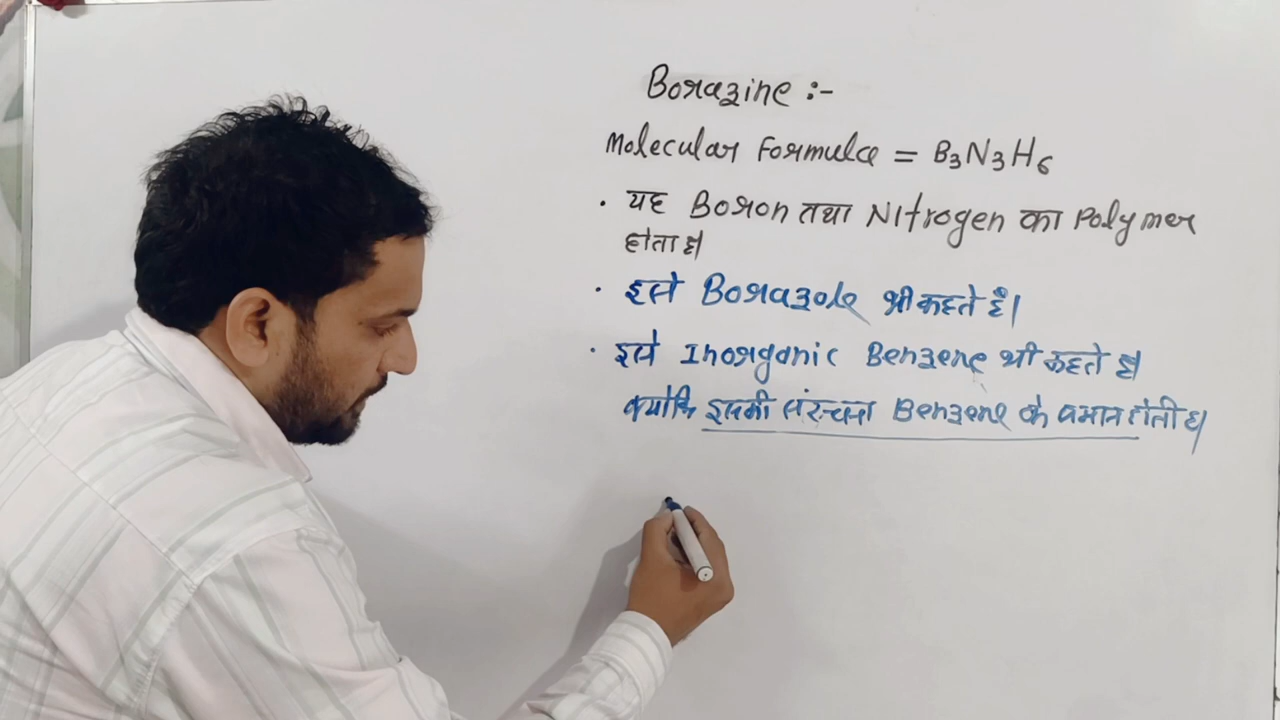 Borazine :-
Molecular Formula = B₃N₃H₆
• यह Boron तथा Nitrogen का Polymer
होता है।
• इसे Borazole भी कहते हैं।
• इसे Inorganic Benzene भी कहते है।
क्योकि इसकी संरचना Benzene के समान होती है।